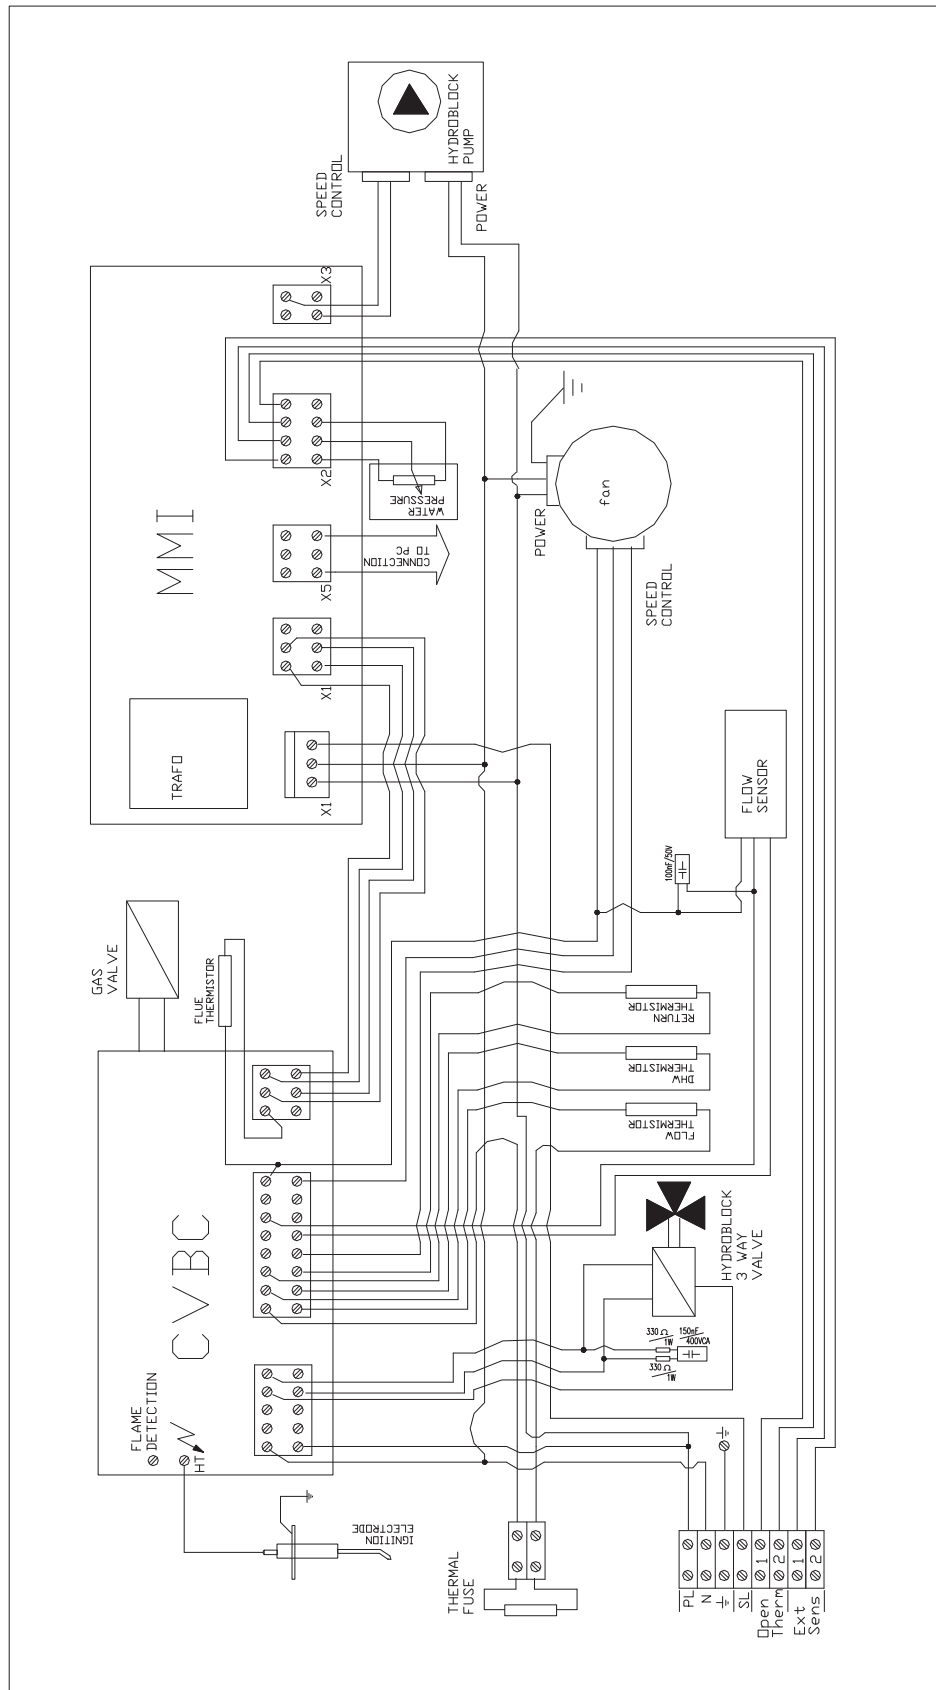 HYDROBLOCK
PUMP
SPEED
CONTROL
POWER
X3
X2
WATER
PRESSURE
MMI
CONNECTION
TO PC
X5
X1
TRAFO
X1
fan
POWER
SPEED
CONTROL
FLOW
SENSOR
100nF/50V
GAS
VALVE
FLUE
THERMISTOR
RETURN
THERMISTOR
DHW
THERMISTOR
FLOW
THERMISTOR
CVBC
HYDROBLOCK
3 WAY
VALVE
330 Ω
1W
150nF
400VCA
330 Ω
1W
FLAME
DETECTION
HT
IGNITION
ELECTRODE
THERMAL
FUSE
PL
N
SL
1
2
Open
Therm
1
2
Ext
Sens